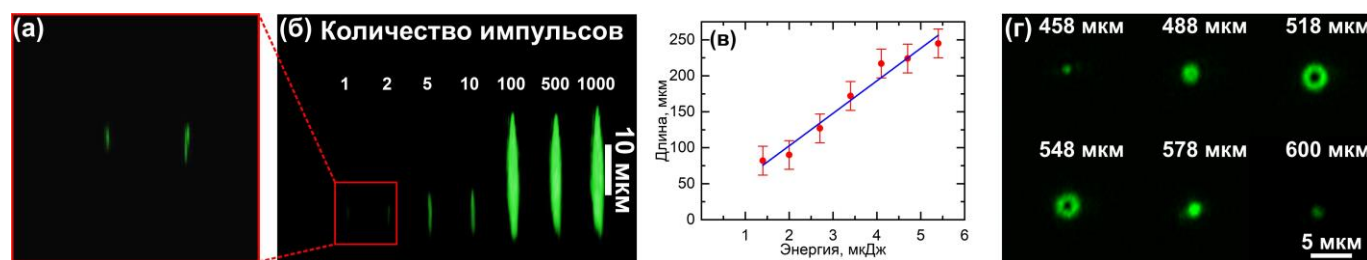 (а)
(б) Количество импульсов
1 2 5 10 100 500 1000
10 мкм
(в)
Длина, мкм
250
200
150
100
50
0
1 2 3 4 5 6
Энергия, мкДж
(г)
458 мкм 488 мкм 518 мкм
548 мкм 578 мкм 600 мкм
5 мкм